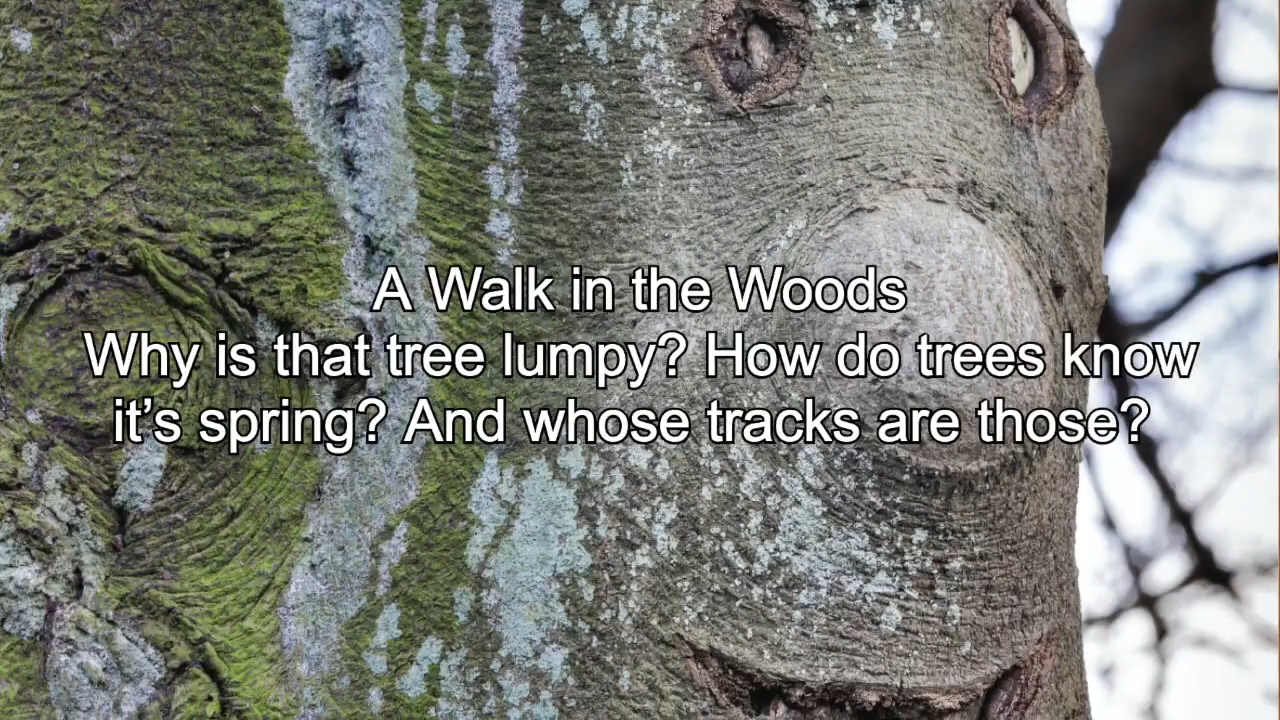 A Walk in the Woods
Why is that tree lumpy? How do trees know
it’s spring? And whose tracks are those?